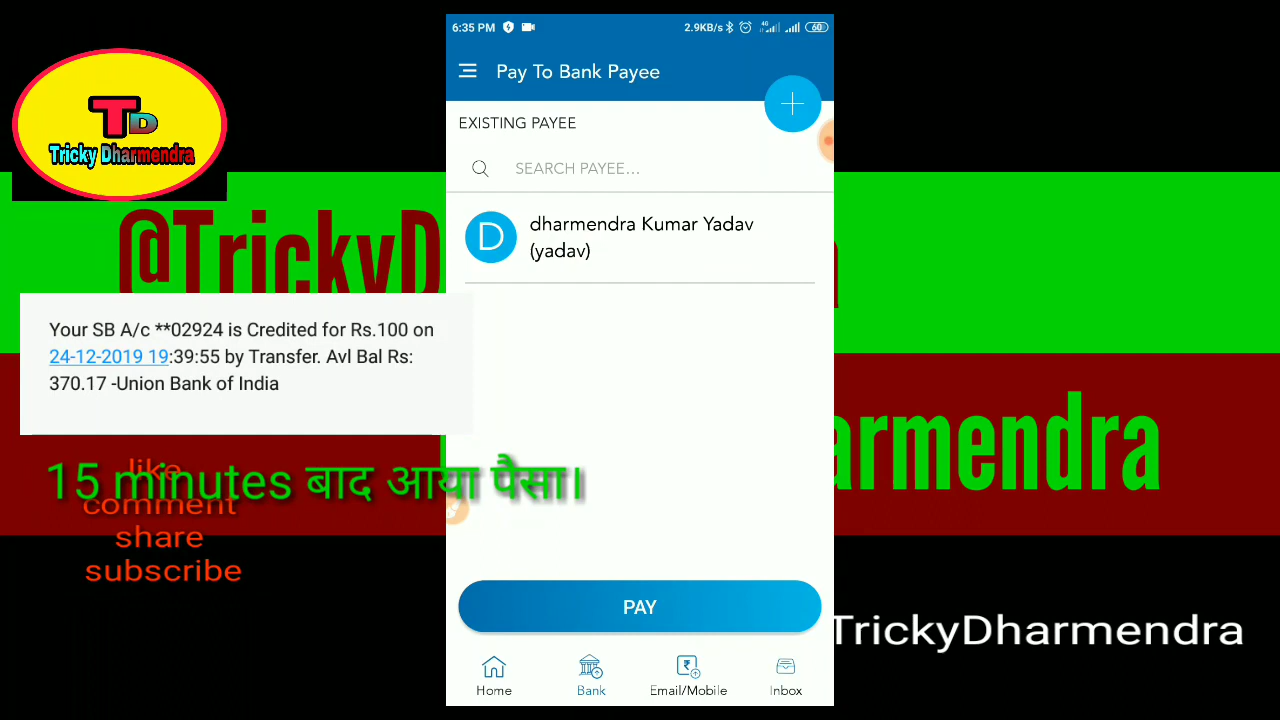 6:35 PM
2.9KB/s
4G
60
Pay To Bank Payee
EXISTING PAYEE
SEARCH PAYEE...
D
dharmendra Kumar Yadav
(yadav)
TD
Tricky Dharmendra
@TrickyD
Your SB A/c **02924 is Credited for Rs.100 on
24-12-2019 19:39:55 by Transfer. Avl Bal Rs:
370.17 -Union Bank of India
armendra
15 minutes बाद आया पैसा।
like
comment
share
subscribe
PAY
TrickyDharmendra
Home
Bank
Email/Mobile
Inbox